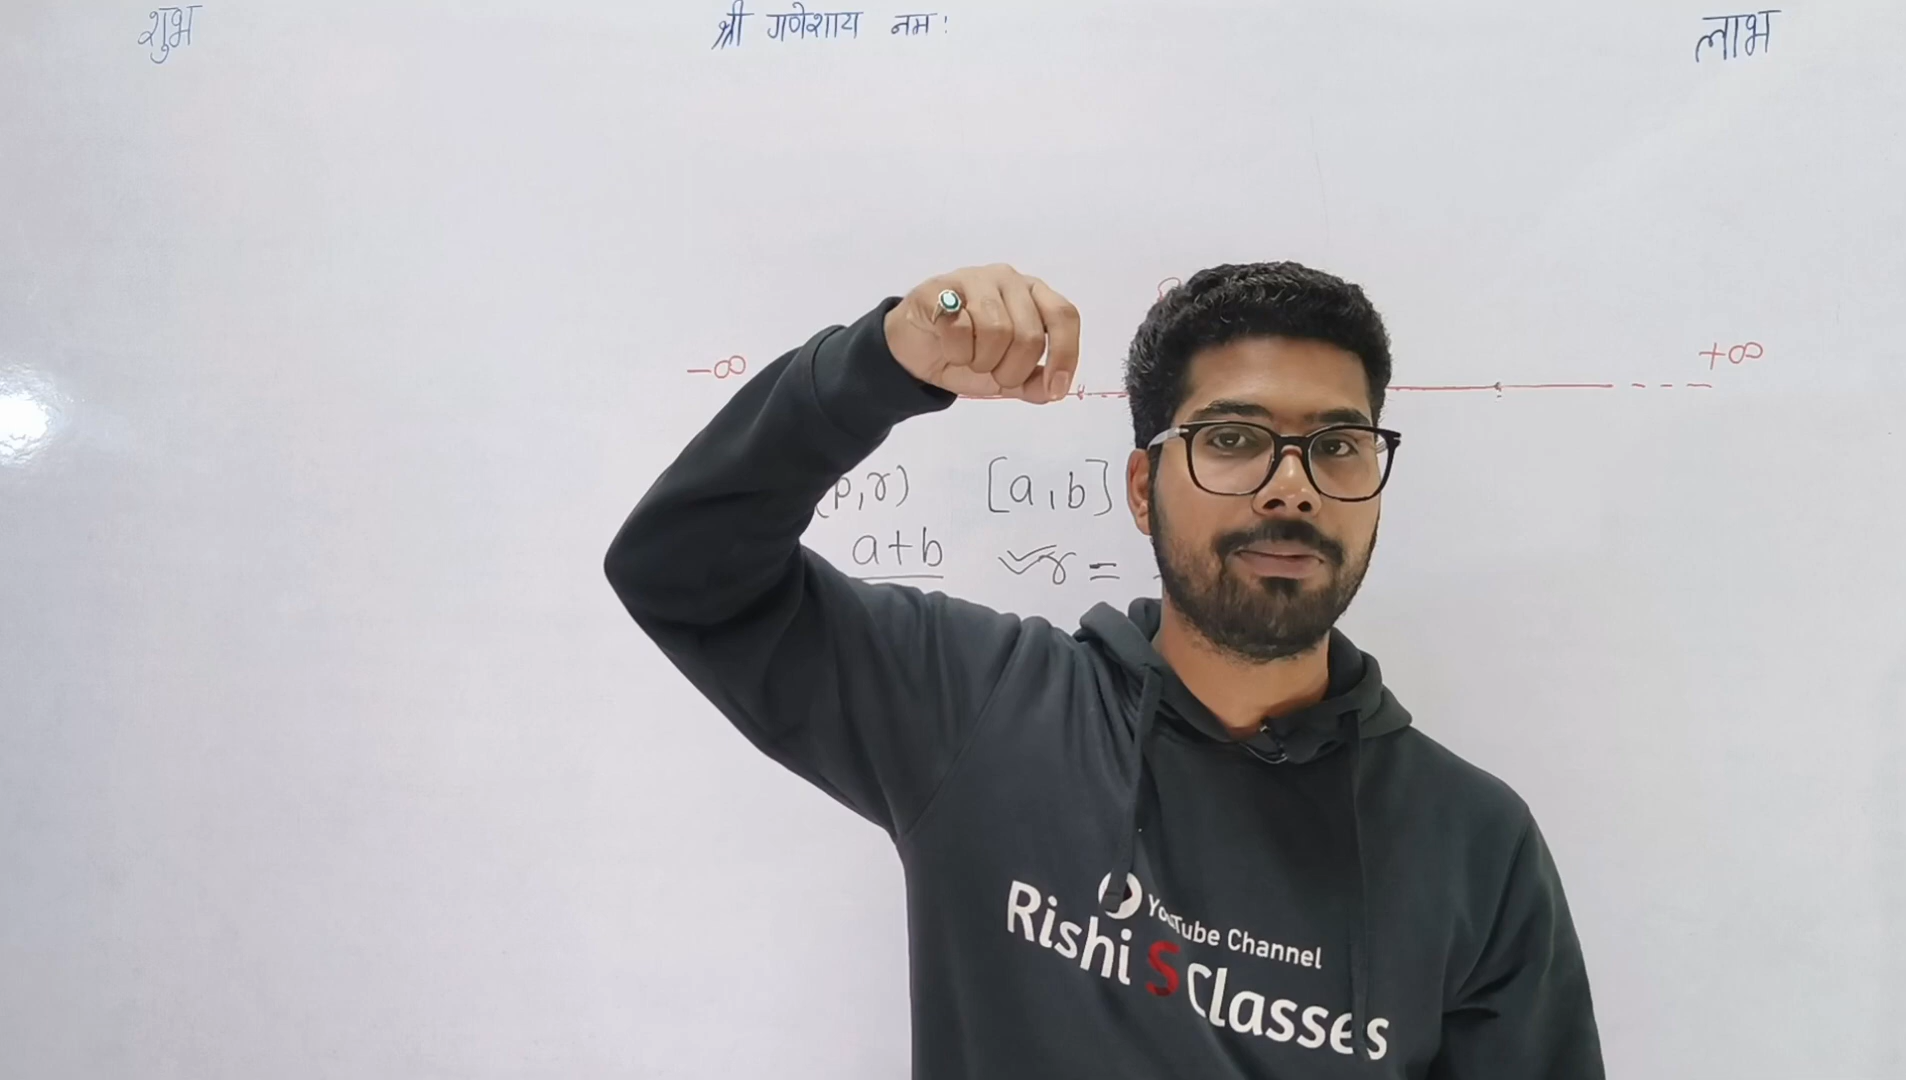 शुभ श्री गणेशाय नमः लाभ
-∞ +∞
(p,r) [a,b]
a+b ✓r =
YouTube Channel
Rishi S Classes